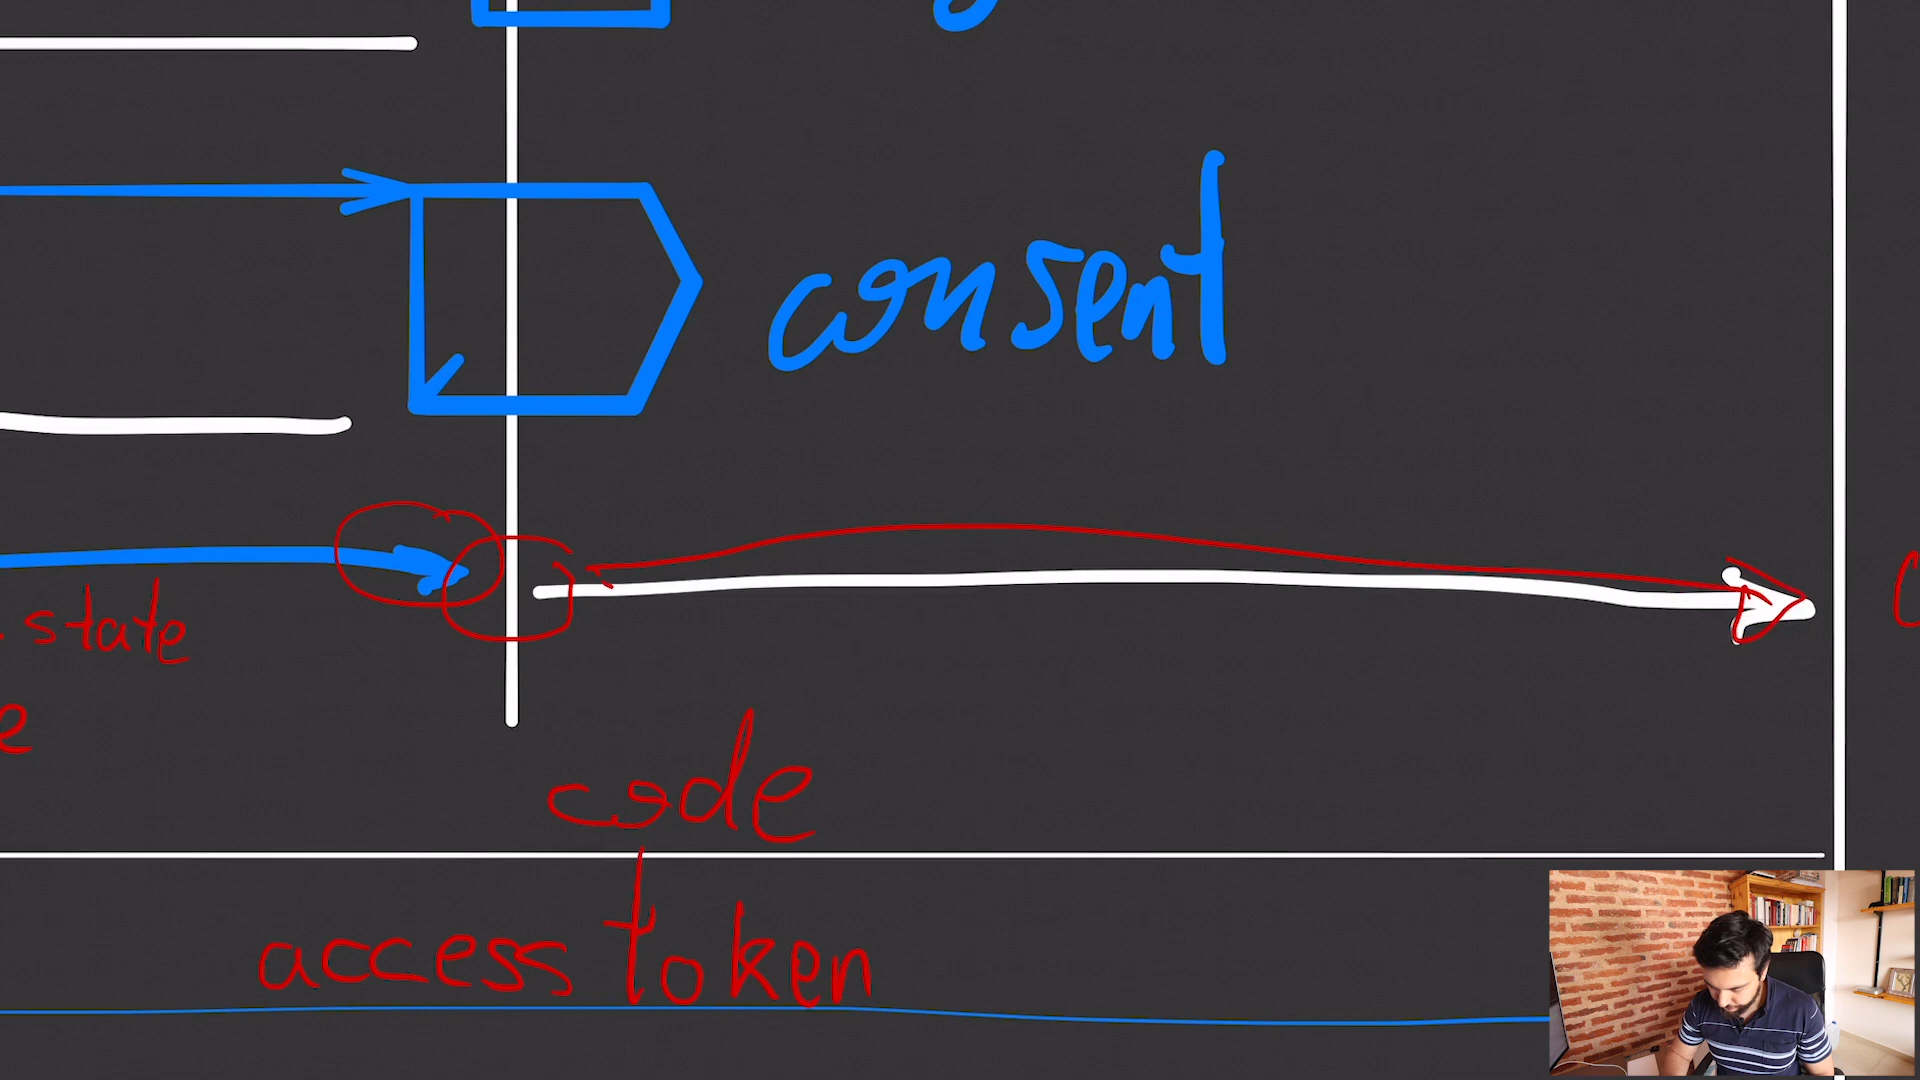 consent
state
code
access token